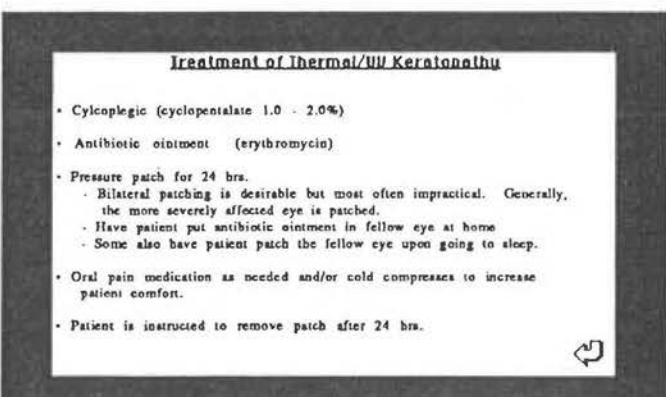 Treatment of Thermal/UV Keratopathy
• Cylcoplegic (cyclopentalate 1.0 - 2.0%)
• Antibiotic ointment (erythromycin)
• Pressure patch for 24 hrs.
- Bilateral patching is desirable but most often impractical. Generally,
the more severely affected eye is patched.
- Have patient put antibiotic ointment in fellow eye at home
- Some also have patient patch the fellow eye upon going to sleep.
• Oral pain medication as needed and/or cold compresses to increase
patient comfort.
• Patient is instructed to remove patch after 24 hrs.